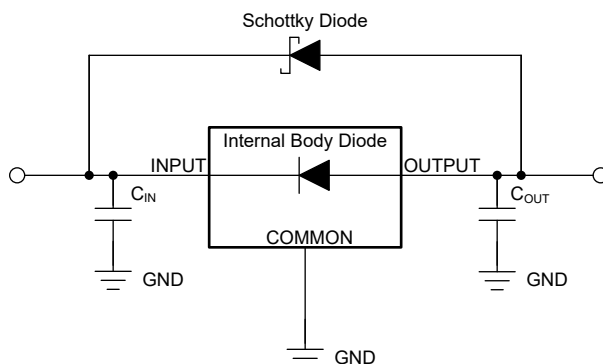 Schottky Diode
Internal Body Diode
INPUT
OUTPUT
CIN
COUT
COMMON
GND
GND
GND